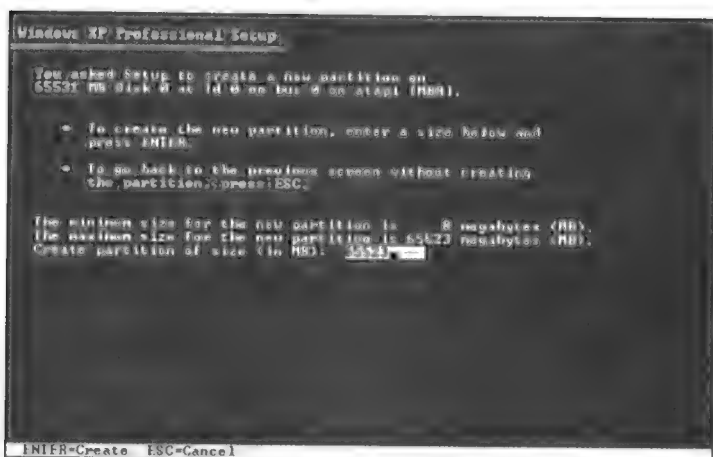 Windows XP Professional Setup
You asked Setup to create a new partition on
65531 MB disk 0 at Id 0 on bus 0 on atapi (MBR).
• To create the new partition, enter a size below and
press ENTER.
• To go back to the previous screen without creating
the partition, press ESC.
The minimum size for the new partition is 8 megabytes (MB).
The maximum size for the new partition is 65523 megabytes (MB).
Create partition of size (in MB):
ENTER=Create ESC=Cancel